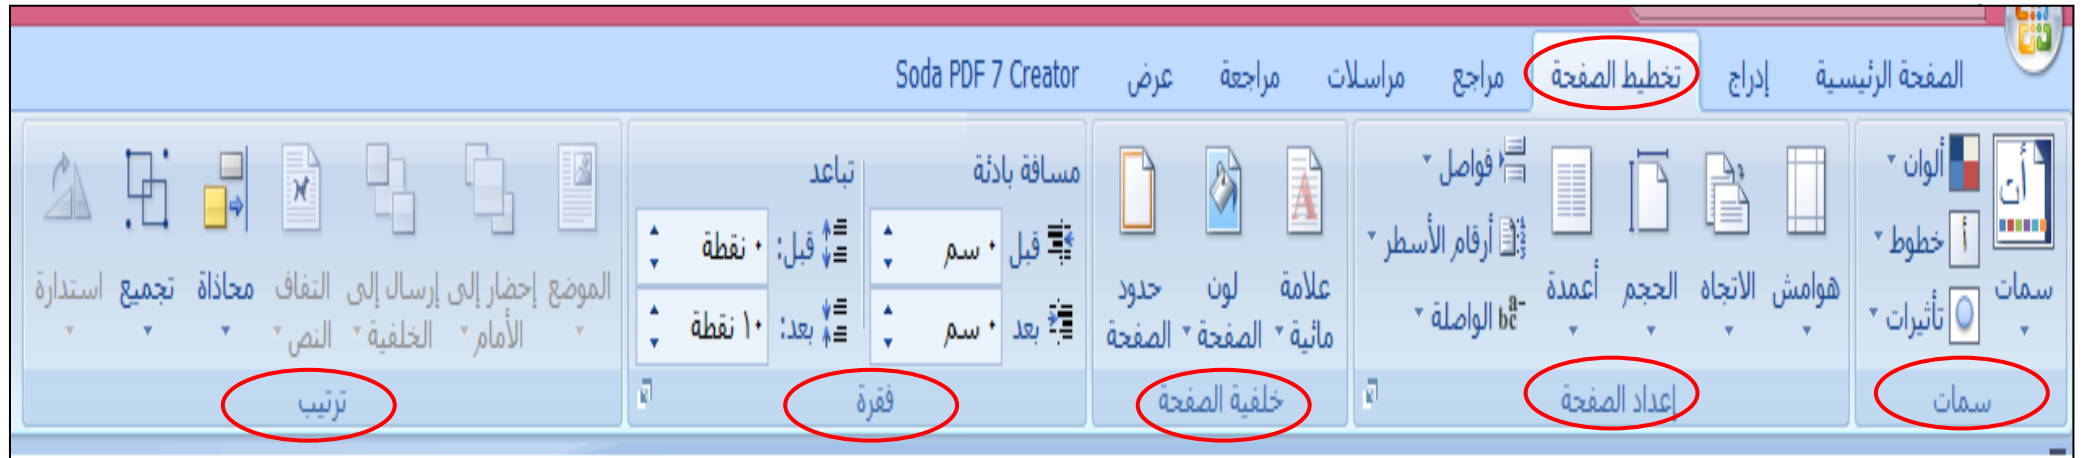 الصفحة الرئيسية إدراج تخطيط الصفحة مراجع مراسلات مراجعة عرض Soda PDF 7 Creator
أت
سمات
ألوان
أ خطوط
تأثيرات
سمات
هوامش
الاتجاه
الحجم
أعمدة
فواصل
أرقام الأسطر
الواصلة
إعداد الصفحة
علامة مائية
لون الصفحة
حدود الصفحة
خلفية الصفحة
مسافة بادئة
قبل ٠ سم
بعد ٠ سم
تباعد
قبل: ٠ نقطة
بعد: ١٠ نقطة
فقرة
الموضع
إحضار إلى الأمام
إرسال إلى الخلفية
التفاف النص
محاذاة
تجميع
استدارة
ترتيب